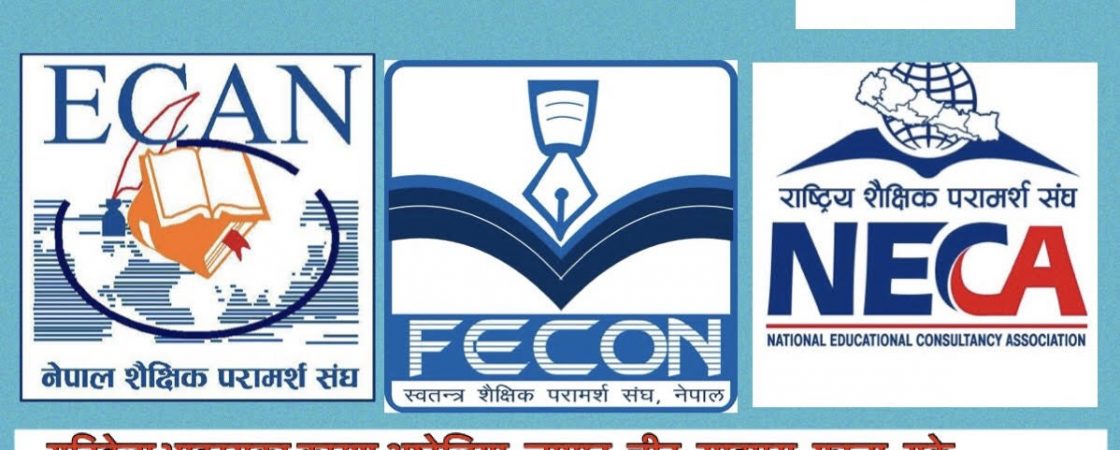 ECAN
नेपाल शैक्षिक परामर्श संघ
FECON
स्वतन्त्र शैक्षिक परामर्श संघ, नेपाल
राष्ट्रिय शैक्षिक परामर्श संघ
NECA
NATIONAL EDUCATIONAL CONSULTANCY ASSOCIATION